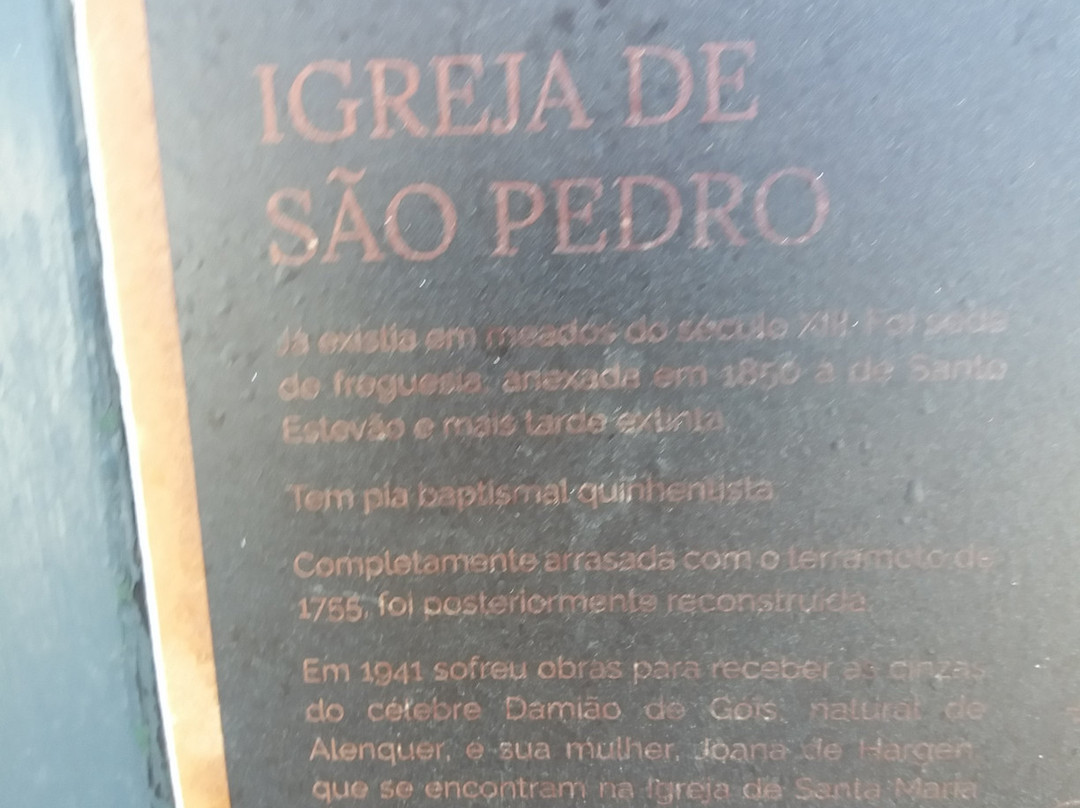 IGREJA DE
SÃO PEDRO
Já existia em meados do século XIII. Foi sede
de freguesia, anexada em 1850 a de Santo
Estevão e mais tarde extinta.
Tem pia baptismal quinhentista.
Completamente arrasada com o terramoto de
1755, foi posteriormente reconstruída.
Em 1941 sofreu obras para receber as cinzas
do célebre Damião de Góis, natural de
Alenquer, e sua mulher, Joana de Hargen,
que se encontram na Igreja de Santa Maria